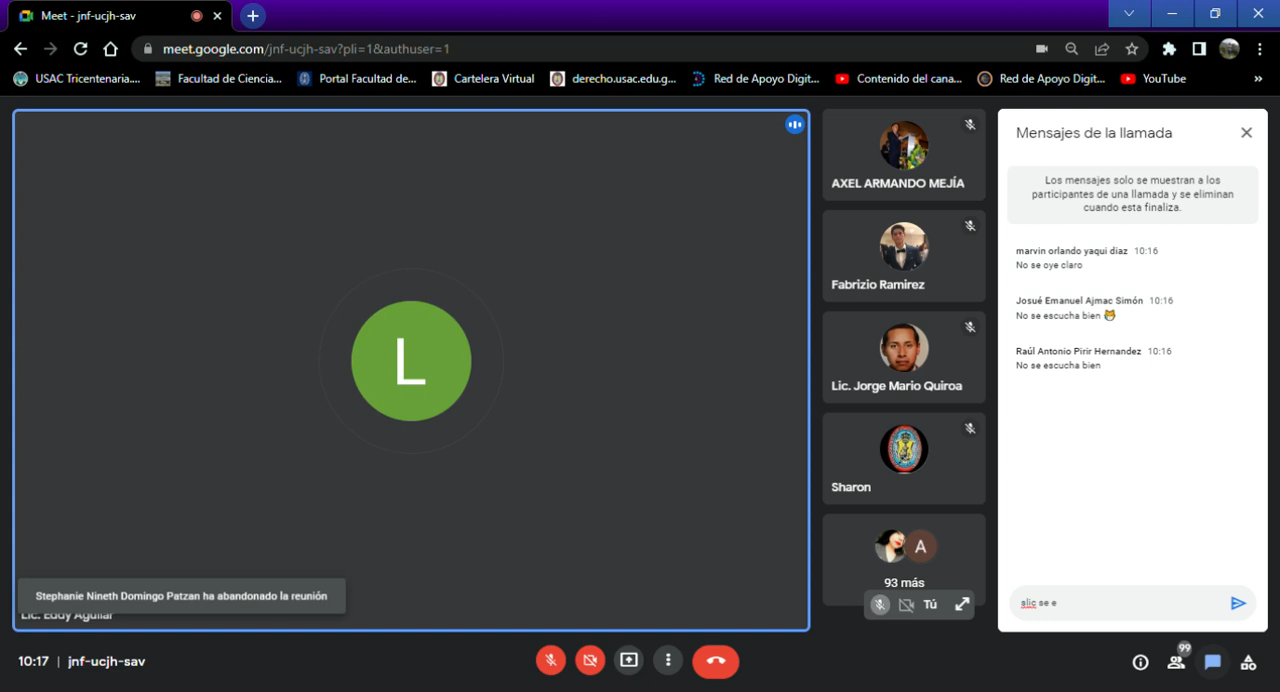 Meet - jnf-ucjh-sav
meet.google.com/jnf-ucjh-sav?pli=1&authuser=1
USAC Tricentenaria....
Facultad de Ciencia...
Portal Facultad de...
Cartelera Virtual
derecho.usac.edu.g...
Red de Apoyo Digit...
Contenido del cana...
Red de Apoyo Digit...
YouTube
»
L
Stephanie Nineth Domingo Patzan ha abandonado la reunión
Lic. Eddy Aguilar
AXEL ARMANDO MEJÍA
Fabrizio Ramirez
Lic. Jorge Mario Quiroa
Sharon
A
93 más
Tú
Mensajes de la llamada
Los mensajes solo se muestran a los
participantes de una llamada y se eliminan
cuando esta finaliza.
marvin orlando yaqui diaz 10:16
No se oye claro
Josué Emanuel Ajmac Simón 10:16
No se escucha bien 😹
Raúl Antonio Pirir Hernandez 10:16
No se escucha bien
slic se e
10:17 | jnf-ucjh-sav
99